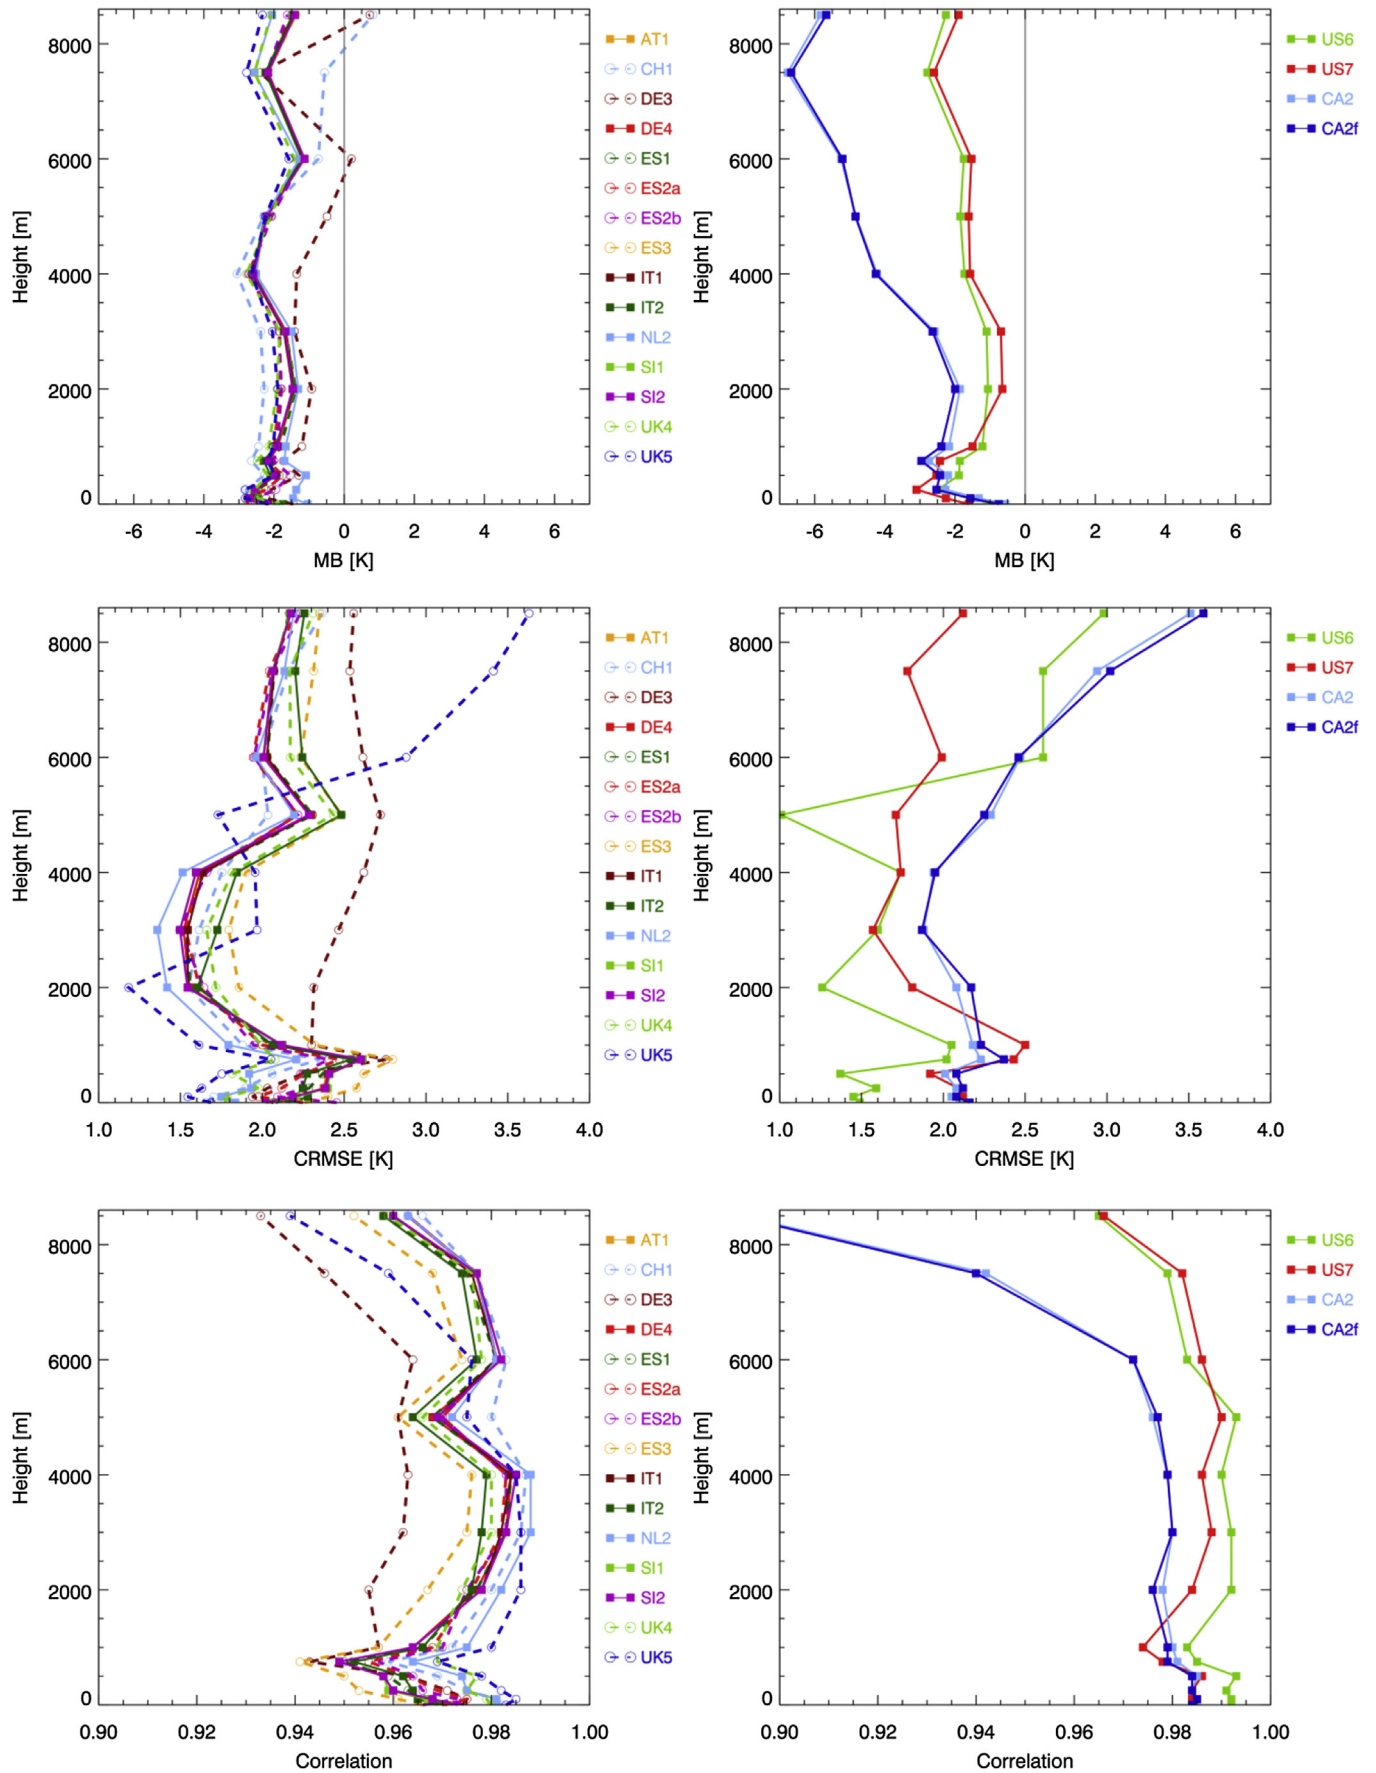 8000
6000
4000
2000
0
Height [m]
-6 -4 -2 0 2 4 6
MB [K]
AT1
CH1
DE3
DE4
ES1
ES2a
ES2b
ES3
IT1
IT2
NL2
SI1
SI2
UK4
UK5
8000
6000
4000
2000
0
Height [m]
-6 -4 -2 0 2 4 6
MB [K]
US6
US7
CA2
CA2f
8000
6000
4000
2000
0
Height [m]
1.0 1.5 2.0 2.5 3.0 3.5 4.0
CRMSE [K]
AT1
CH1
DE3
DE4
ES1
ES2a
ES2b
ES3
IT1
IT2
NL2
SI1
SI2
UK4
UK5
8000
6000
4000
2000
0
Height [m]
1.0 1.5 2.0 2.5 3.0 3.5 4.0
CRMSE [K]
US6
US7
CA2
CA2f
8000
6000
4000
2000
0
Height [m]
0.90 0.92 0.94 0.96 0.98 1.00
Correlation
AT1
CH1
DE3
DE4
ES1
ES2a
ES2b
ES3
IT1
IT2
NL2
SI1
SI2
UK4
UK5
8000
6000
4000
2000
0
Height [m]
0.90 0.92 0.94 0.96 0.98 1.00
Correlation
US6
US7
CA2
CA2f